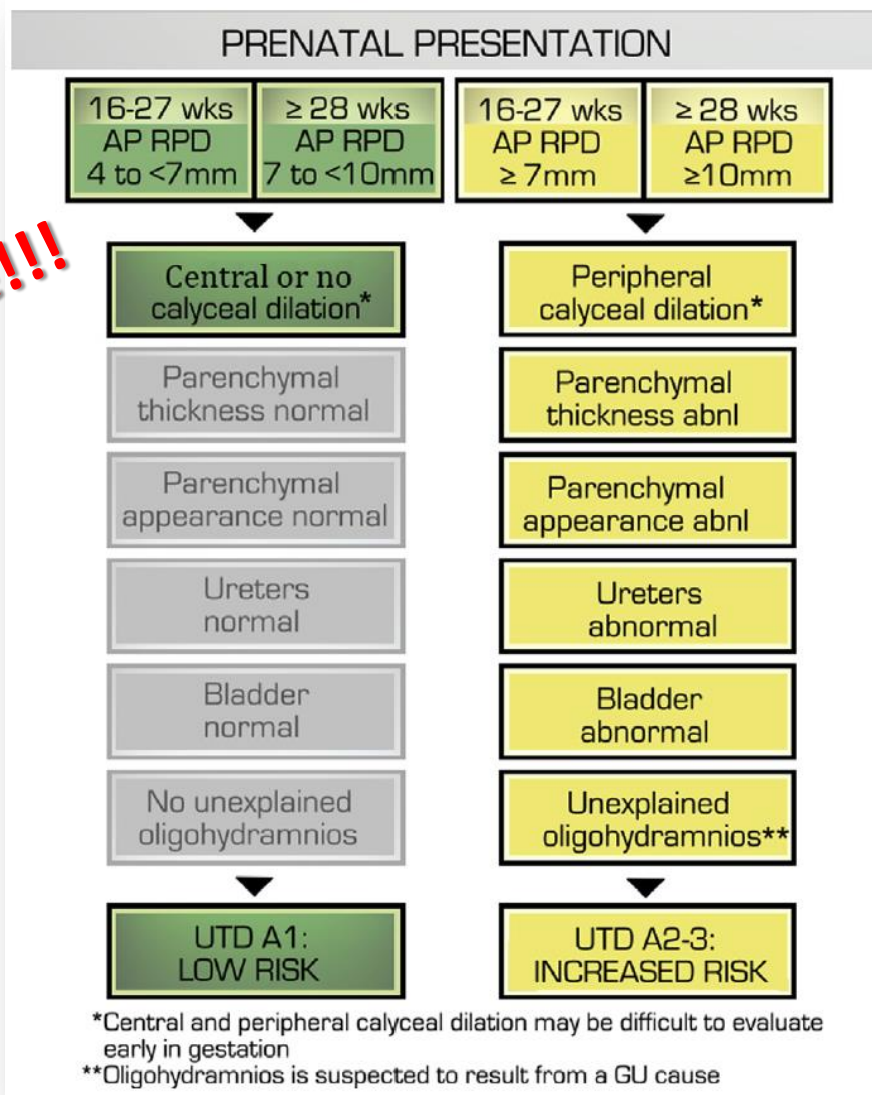 PRENATAL PRESENTATION
16-27 wks
AP RPD
4 to <7mm
≥ 28 wks
AP RPD
7 to <10mm
16-27 wks
AP RPD
≥ 7mm
≥ 28 wks
AP RPD
≥10mm
!!!
Central or no
calyceal dilation*
Peripheral
calyceal dilation*
Parenchymal
thickness normal
Parenchymal
thickness abnl
Parenchymal
appearance normal
Parenchymal
appearance abnl
Ureters
normal
Ureters
abnormal
Bladder
normal
Bladder
abnormal
No unexplained
oligohydramnios
Unexplained
oligohydramnios**
UTD A1:
LOW RISK
UTD A2-3:
INCREASED RISK
*Central and peripheral calyceal dilation may be difficult to evaluate
early in gestation
**Oligohydramnios is suspected to result from a GU cause